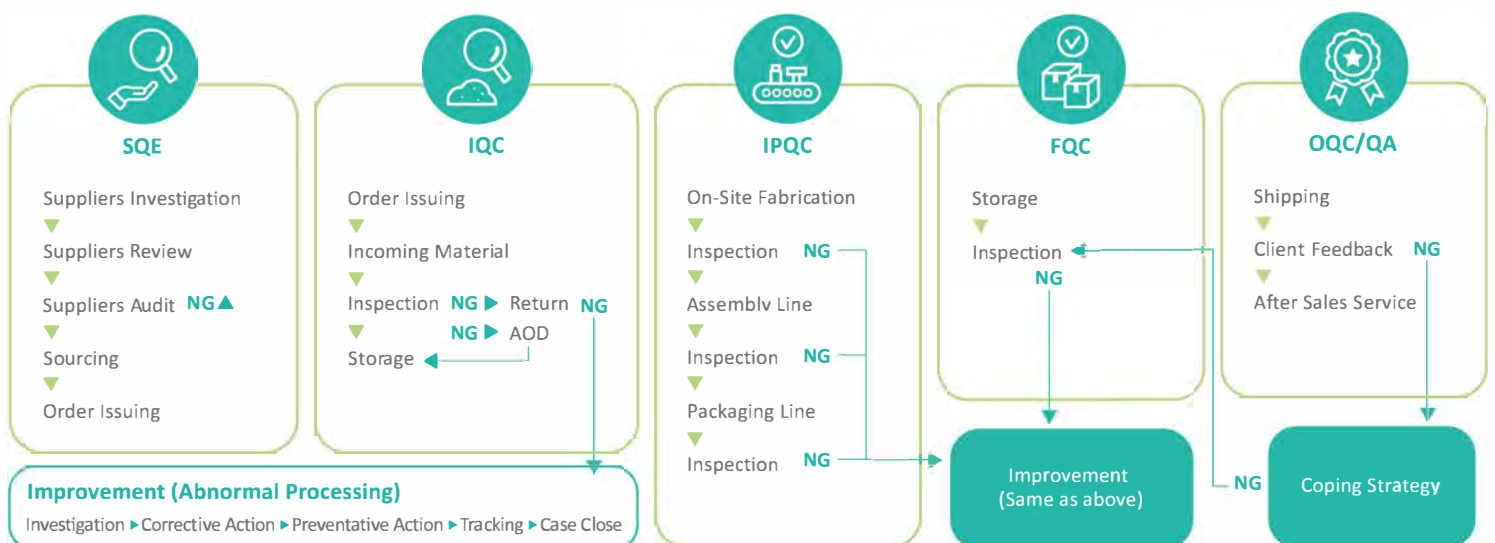 SQE
Suppliers Investigation
Suppliers Review
Suppliers Audit NG
Sourcing
Order Issuing
IQC
Order Issuing
Incoming Material
Inspection NG Return NG
NG AOD
Storage
Improvement (Abnormal Processing)
Investigation Corrective Action Preventative Action Tracking Case Close
IPQC
On-Site Fabrication
Inspection NG
Assembly Line
Inspection NG
Packaging Line
Inspection NG
FQC
Storage
Inspection
NG
Improvement
(Same as above)
OQC/QA
Shipping
Client Feedback NG
After Sales Service
NG
Coping Strategy